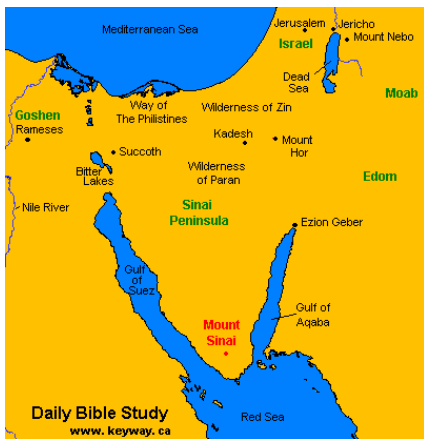 Mediterranean Sea
Jerusalem
Jericho
Israel
Mount Nebo
Dead
Sea
Moab
Way of
The Philistines
Wilderness of Zin
Goshen
Rameses
Kadesh
Mount
Hor
Succoth
Bitter
Lakes
Wilderness
of Paran
Edom
Nile River
Sinai
Peninsula
Ezion Geber
Gulf
of
Suez
Gulf of
Aqaba
Mount
Sinai
Daily Bible Study
www.keyway.ca
Red Sea